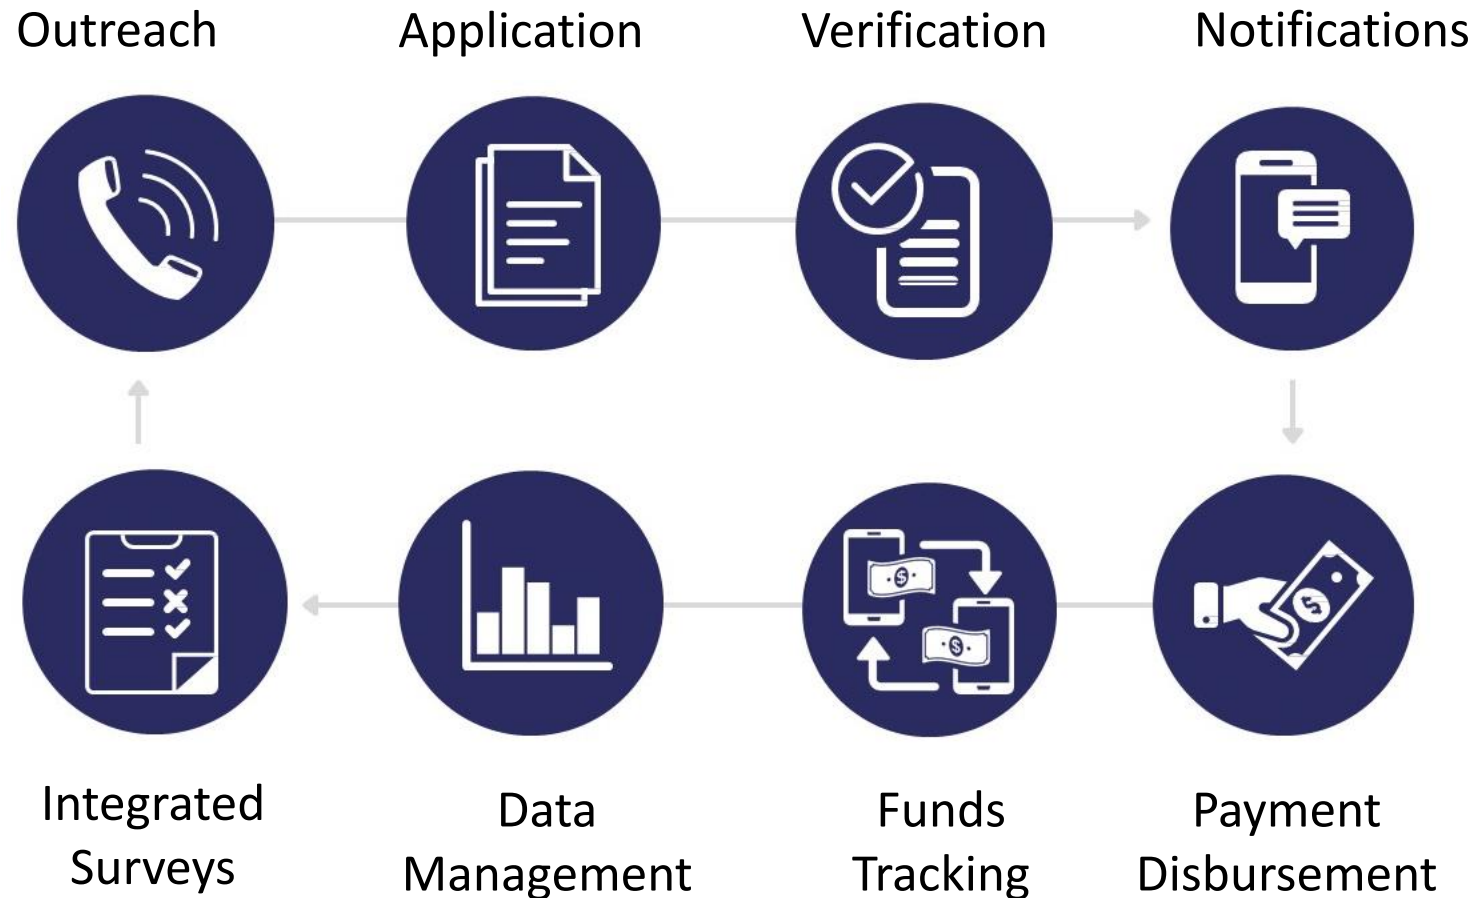 Outreach
Application
Verification
Notifications
Integrated
Surveys
Data
Management
Funds
Tracking
Payment
Disbursement